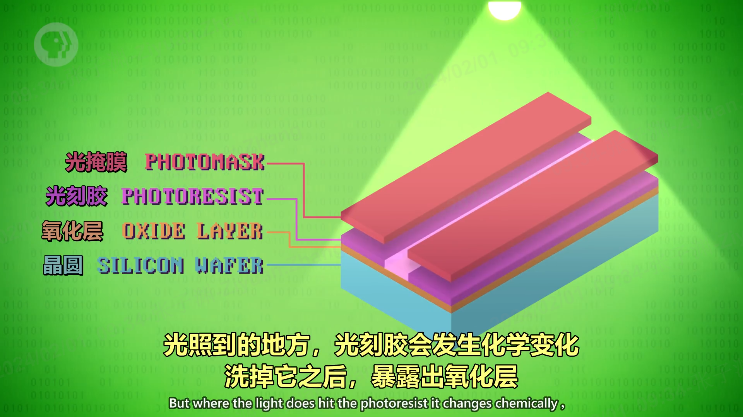 光掩膜 PHOTOMASK
光刻胶 PHOTORESIST
氧化层 OXIDE LAYER
晶圆 SILICON WAFER
光照到的地方，光刻胶会发生化学变化
洗掉它之后，暴露出氧化层
But where the light does hit the photoresist it changes chemically,